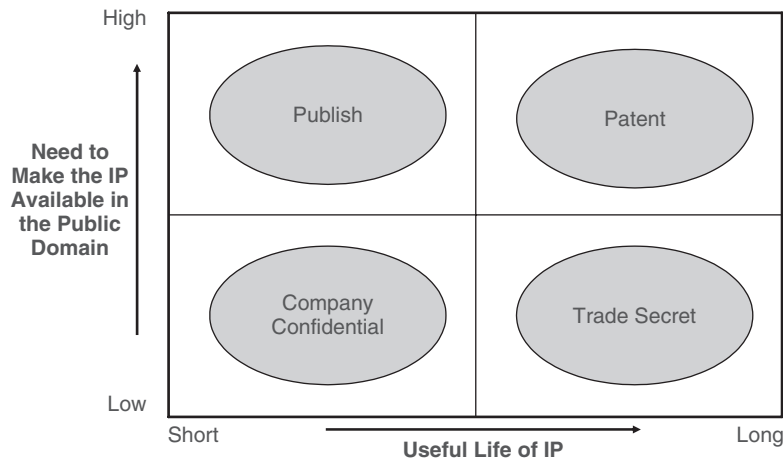 High
Publish
Patent
Need to
Make the IP
Available in
the Public
Domain
Company
Confidential
Trade Secret
Low
Short
Long
Useful Life of IP